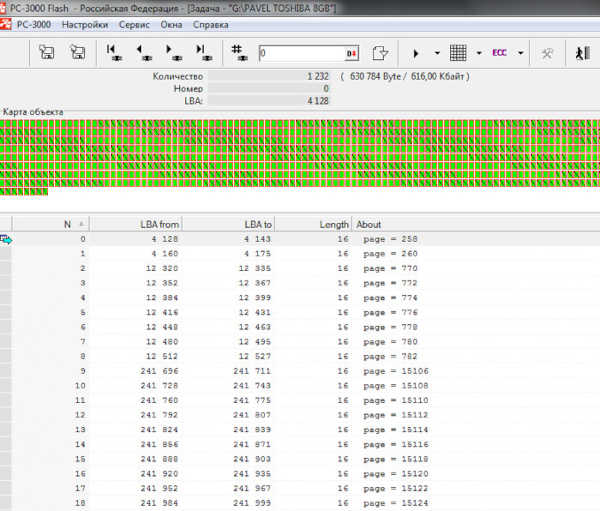 PC-3000 Flash - Российская Федерация - [Задача - "G:\PAVEL TOSHIBA 8GB"]
PC-3000 Настройки Сервис Окна Справка
0 ECC
Количество 1 232 ( 630 784 Byte / 616,00 Кбайт )
Номер 0
LBA: 4 128
Карта объекта
N LBA from LBA to Length About
0 4 128 4 143 16 page = 258
1 4 160 4 175 16 page = 260
2 12 320 12 335 16 page = 770
3 12 352 12 367 16 page = 772
4 12 384 12 399 16 page = 774
5 12 416 12 431 16 page = 776
6 12 448 12 463 16 page = 778
7 12 480 12 495 16 page = 780
8 12 512 12 527 16 page = 782
9 241 696 241 711 16 page = 15106
10 241 728 241 743 16 page = 15108
11 241 760 241 775 16 page = 15110
12 241 792 241 807 16 page = 15112
13 241 824 241 839 16 page = 15114
14 241 856 241 871 16 page = 15116
15 241 888 241 903 16 page = 15118
16 241 920 241 935 16 page = 15120
17 241 952 241 967 16 page = 15122
18 241 984 241 999 16 page = 15124